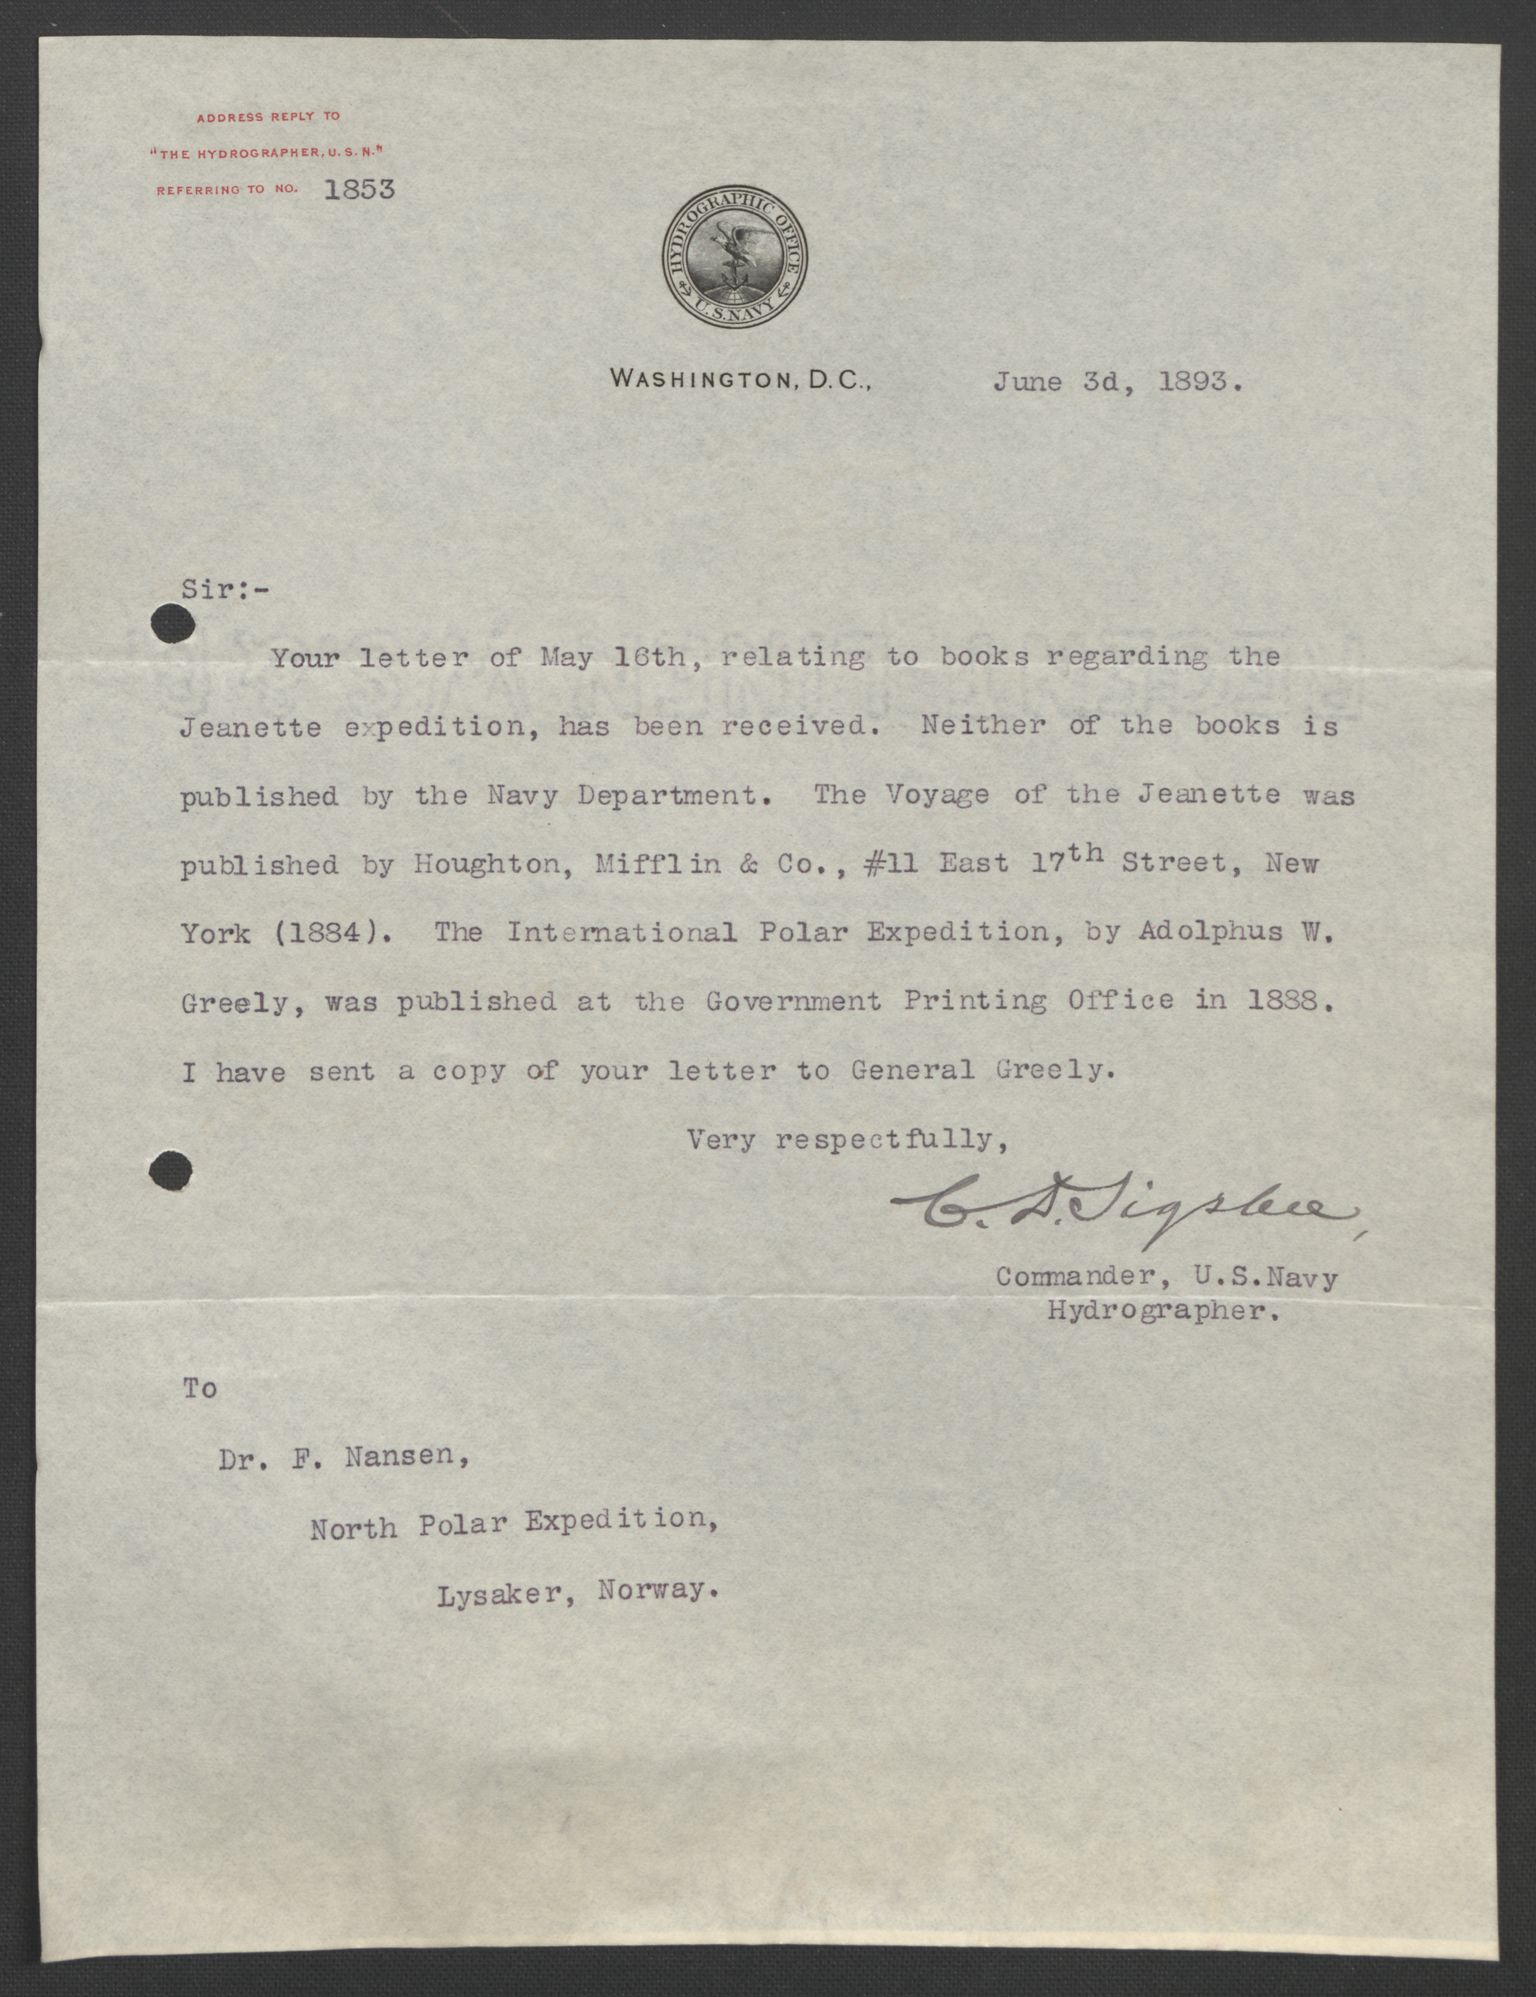 ADDRESS REPLY TO
"THE HYDROGRAPHER, U. S. N."
REFERRING TO NO. 1853
HYDROGRAPHIC OFFICE
U.S. NAVY
WASHINGTON, D.C., June 3d, 1893.
Sir:-
Your letter of May 16th, relating to books regarding the
Jeanette expedition, has been received. Neither of the books is
published by the Navy Department. The Voyage of the Jeanette was
published by Houghton, Mifflin & Co., #11 East 17th Street, New
York (1884). The International Polar Expedition, by Adolphus W.
Greely, was published at the Government Printing Office in 1888.
I have sent a copy of your letter to General Greely.
Very respectfully,
C. D. Sigsbee,
Commander, U.S.Navy
Hydrographer.
To
Dr. F. Nansen,
North Polar Expedition,
Lysaker, Norway.